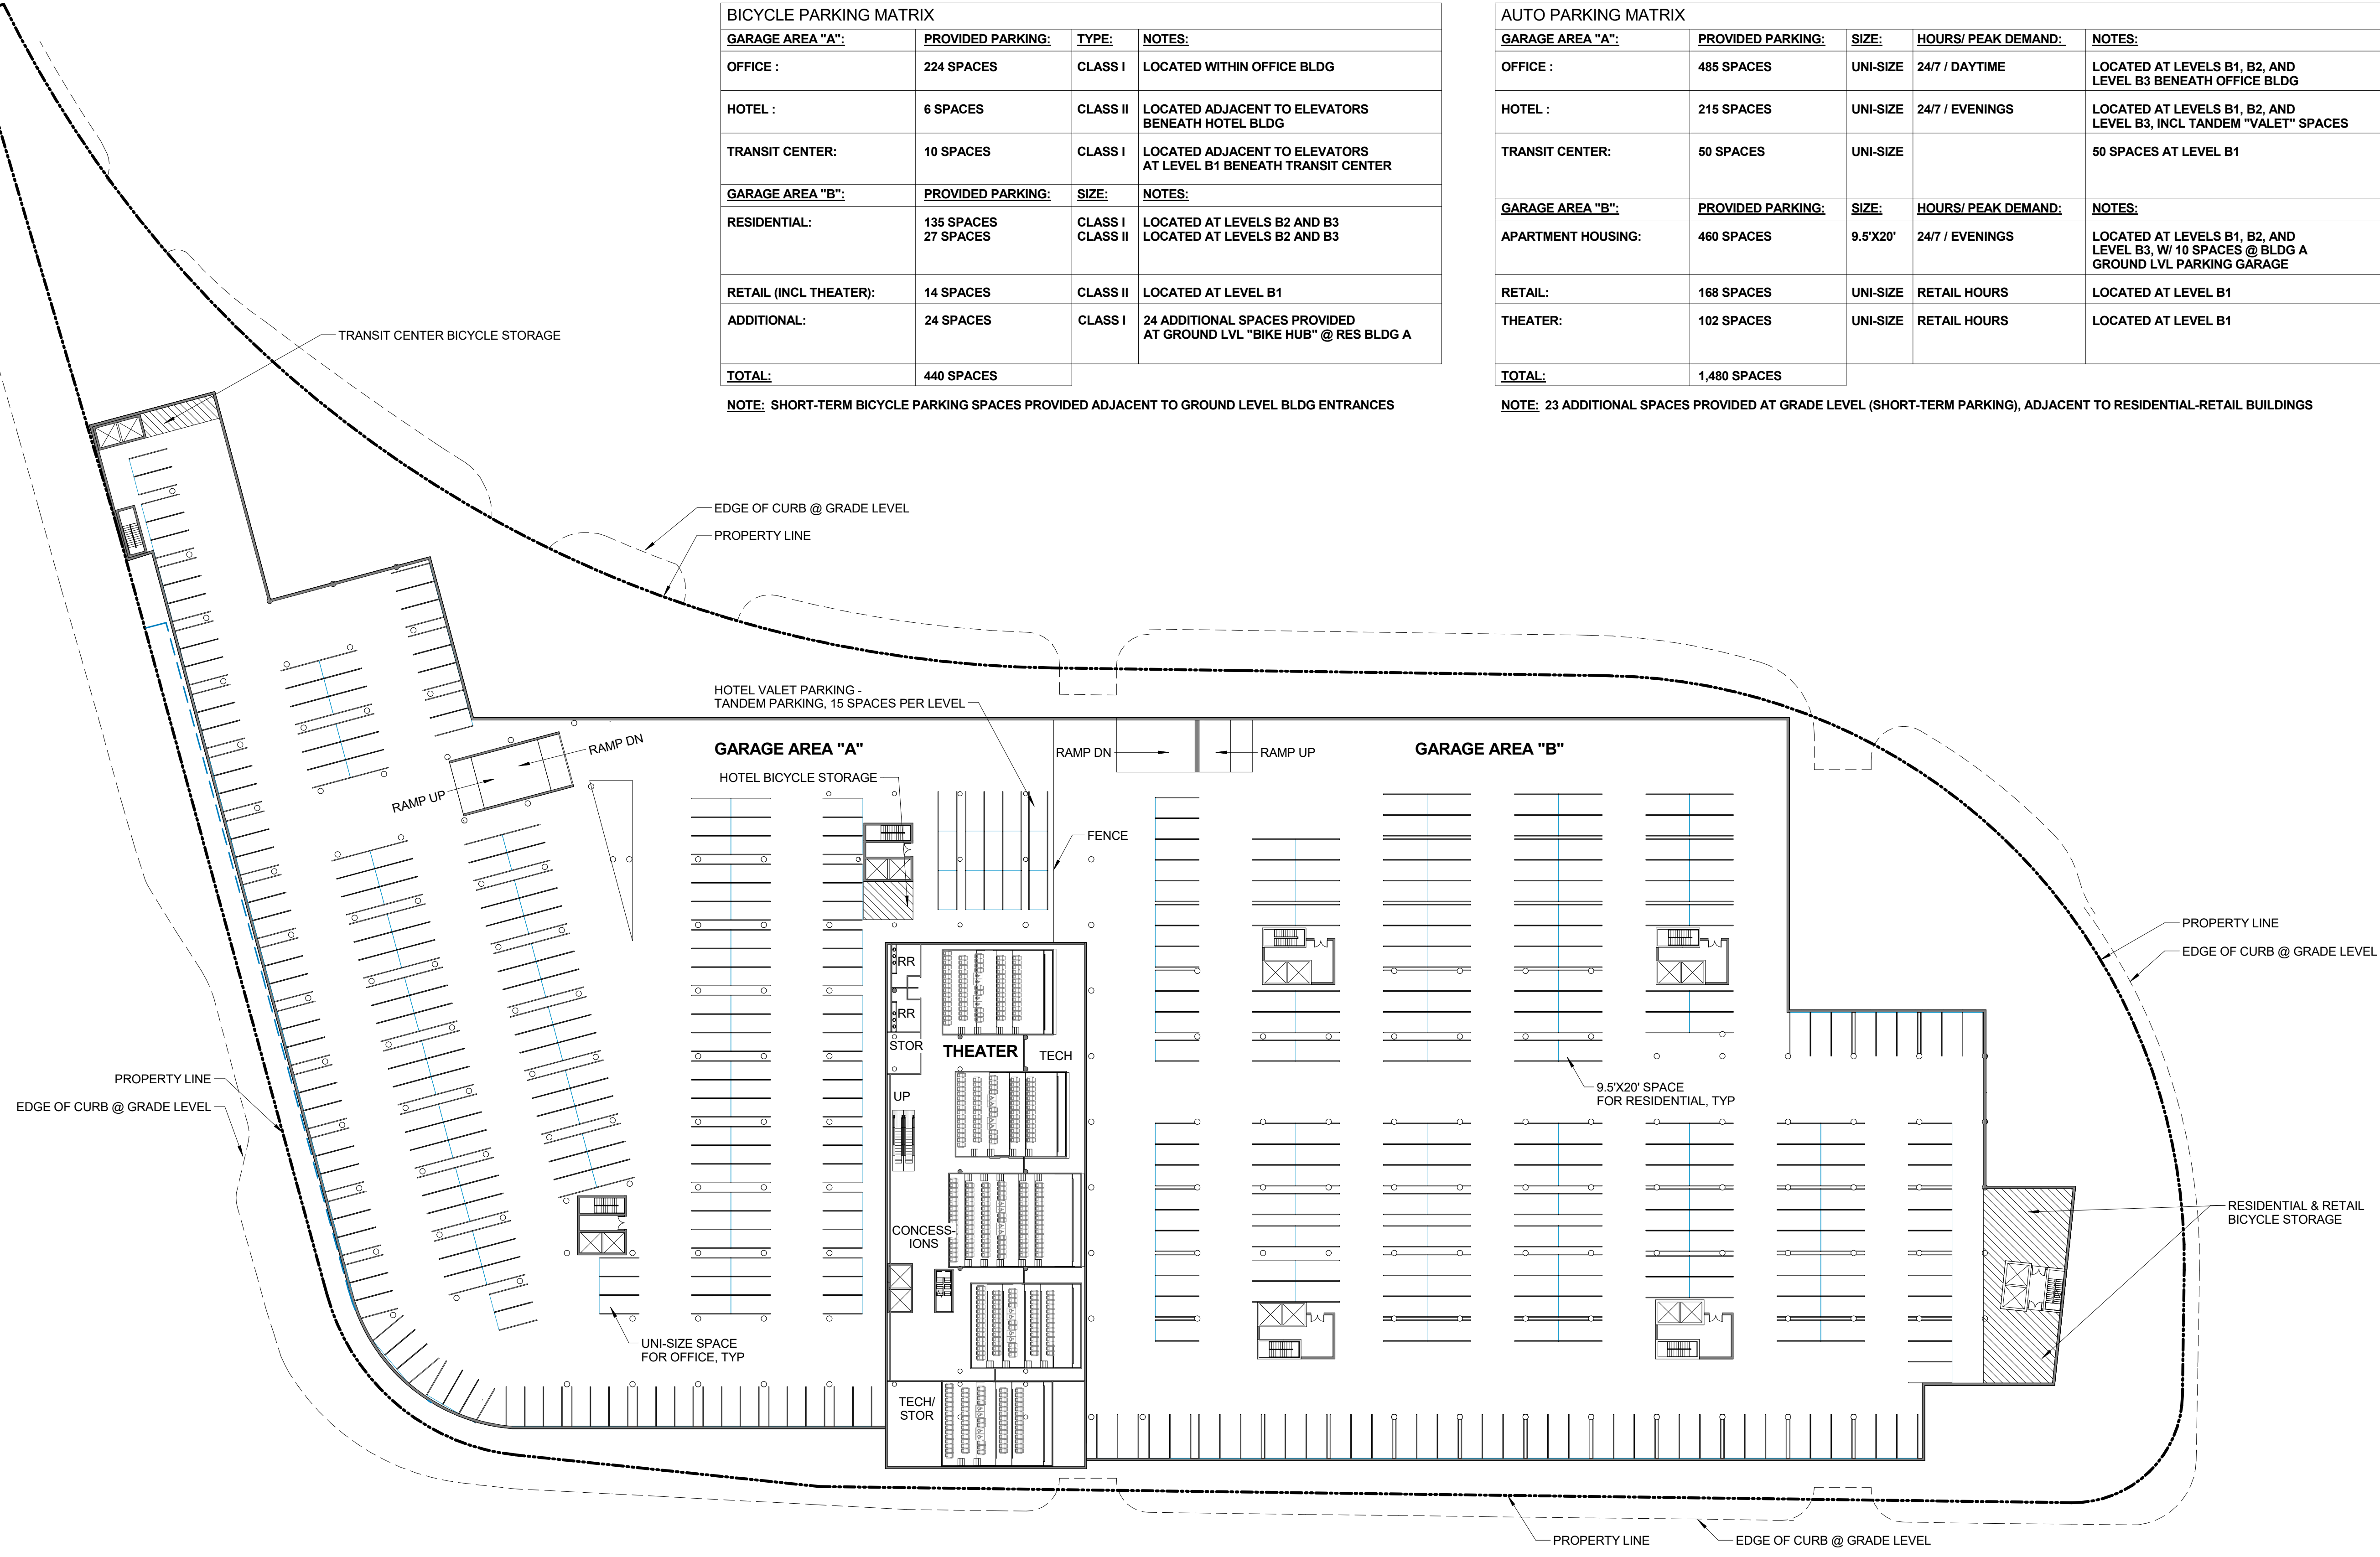 BICYCLE PARKING MATRIX
GARAGE AREA "A": PROVIDED PARKING: TYPE: NOTES:
OFFICE : 224 SPACES CLASS I LOCATED WITHIN OFFICE BLDG
HOTEL : 6 SPACES CLASS II LOCATED ADJACENT TO ELEVATORS
BENEATH HOTEL BLDG
TRANSIT CENTER: 10 SPACES CLASS I LOCATED ADJACENT TO ELEVATORS
AT LEVEL B1 BENEATH TRANSIT CENTER
GARAGE AREA "B": PROVIDED PARKING: SIZE: NOTES:
RESIDENTIAL: 135 SPACES CLASS I LOCATED AT LEVELS B2 AND B3
27 SPACES CLASS II LOCATED AT LEVELS B2 AND B3
RETAIL (INCL THEATER): 14 SPACES CLASS II LOCATED AT LEVEL B1
ADDITIONAL: 24 SPACES CLASS I 24 ADDITIONAL SPACES PROVIDED
AT GROUND LVL "BIKE HUB" @ RES BLDG A
TOTAL: 440 SPACES
NOTE: SHORT-TERM BICYCLE PARKING SPACES PROVIDED ADJACENT TO GROUND LEVEL BLDG ENTRANCES
AUTO PARKING MATRIX
GARAGE AREA "A": PROVIDED PARKING: SIZE: HOURS/ PEAK DEMAND: NOTES:
OFFICE : 485 SPACES UNI-SIZE 24/7 / DAYTIME LOCATED AT LEVELS B1, B2, AND
LEVEL B3 BENEATH OFFICE BLDG
HOTEL : 215 SPACES UNI-SIZE 24/7 / EVENINGS LOCATED AT LEVELS B1, B2, AND
LEVEL B3, INCL TANDEM "VALET" SPACES
TRANSIT CENTER: 50 SPACES UNI-SIZE 50 SPACES AT LEVEL B1
GARAGE AREA "B": PROVIDED PARKING: SIZE: HOURS/ PEAK DEMAND: NOTES:
APARTMENT HOUSING: 460 SPACES 9.5'X20' 24/7 / EVENINGS LOCATED AT LEVELS B1, B2, AND
LEVEL B3, W/ 10 SPACES @ BLDG A
GROUND LVL PARKING GARAGE
RETAIL: 168 SPACES UNI-SIZE RETAIL HOURS LOCATED AT LEVEL B1
THEATER: 102 SPACES UNI-SIZE RETAIL HOURS LOCATED AT LEVEL B1
TOTAL: 1,480 SPACES
NOTE: 23 ADDITIONAL SPACES PROVIDED AT GRADE LEVEL (SHORT-TERM PARKING), ADJACENT TO RESIDENTIAL-RETAIL BUILDINGS
TRANSIT CENTER BICYCLE STORAGE
EDGE OF CURB @ GRADE LEVEL
PROPERTY LINE
HOTEL VALET PARKING -
TANDEM PARKING, 15 SPACES PER LEVEL
RAMP DN
RAMP UP
GARAGE AREA "A"
HOTEL BICYCLE STORAGE
RAMP DN
RAMP UP
GARAGE AREA "B"
FENCE
PROPERTY LINE
EDGE OF CURB @ GRADE LEVEL
RR
RR
STOR
THEATER
TECH
UP
CONCESS-
IONS
TECH/
STOR
9.5'X20' SPACE
FOR RESIDENTIAL, TYP
PROPERTY LINE
EDGE OF CURB @ GRADE LEVEL
RESIDENTIAL & RETAIL
BICYCLE STORAGE
UNI-SIZE SPACE
FOR OFFICE, TYP
PROPERTY LINE
EDGE OF CURB @ GRADE LEVEL